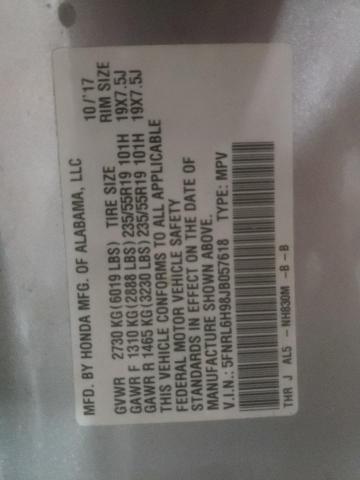 MFD. BY HONDA MFG. OF ALABAMA, LLC 10/'17
GVWR 2730 KG(6019 LBS) TIRE SIZE RIM SIZE
GAWR F 1310 KG(2888 LBS) 235/55R19 101H 19X7.5J
GAWR R 1465 KG(3230 LBS) 235/55R19 101H 19X7.5J
THIS VEHICLE CONFORMS TO ALL APPLICABLE
FEDERAL MOTOR VEHICLE SAFETY
STANDARDS IN EFFECT ON THE DATE OF
MANUFACTURE SHOWN ABOVE.
V.I.N.: 5FNRL6H98JB057618 TYPE: MPV
THR J AL5 - NH830M -B -B